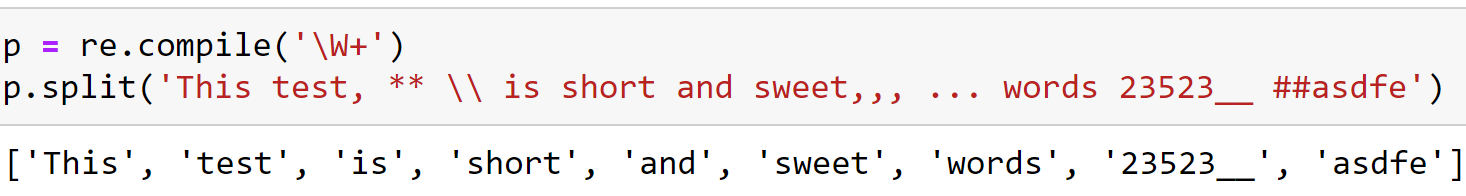 p = re.compile('\W+')
p.split('This test, ** \\ is short and sweet,,, ... words 23523__ ##asdfe')
['This', 'test', 'is', 'short', 'and', 'sweet', 'words', '23523__', 'asdfe']